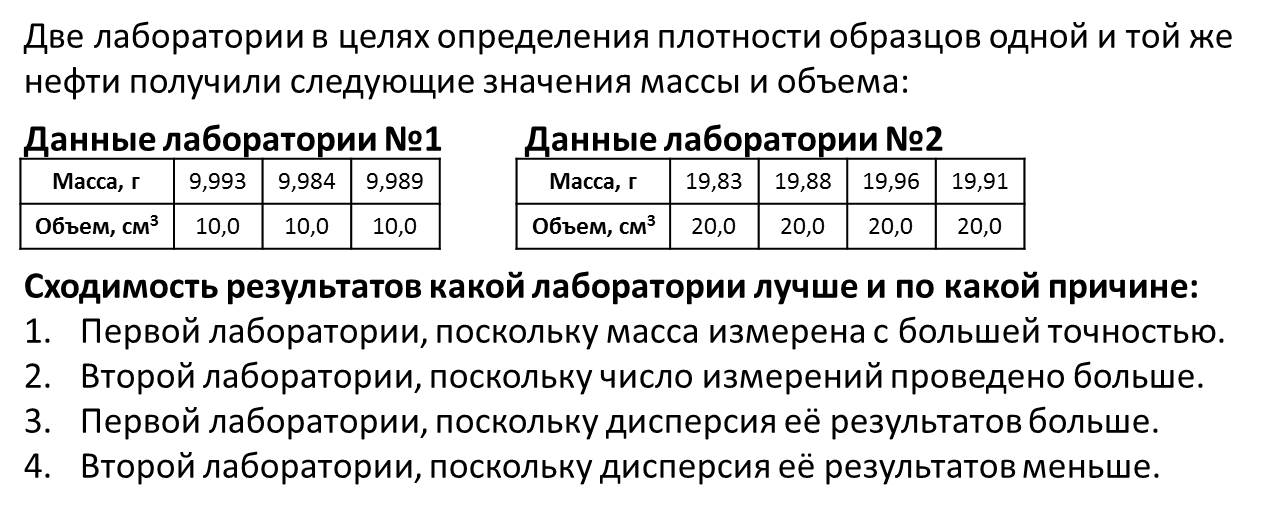 Две лаборатории в целях определения плотности образцов одной и той же
нефти получили следующие значения массы и объема:
Данные лаборатории №1
Масса, г 9,993 9,984 9,989
Объем, см³ 10,0 10,0 10,0
Данные лаборатории №2
Масса, г 19,83 19,88 19,96 19,91
Объем, см³ 20,0 20,0 20,0 20,0
Сходимость результатов какой лаборатории лучше и по какой причине:
1. Первой лаборатории, поскольку масса измерена с большей точностью.
2. Второй лаборатории, поскольку число измерений проведено больше.
3. Первой лаборатории, поскольку дисперсия её результатов больше.
4. Второй лаборатории, поскольку дисперсия её результатов меньше.